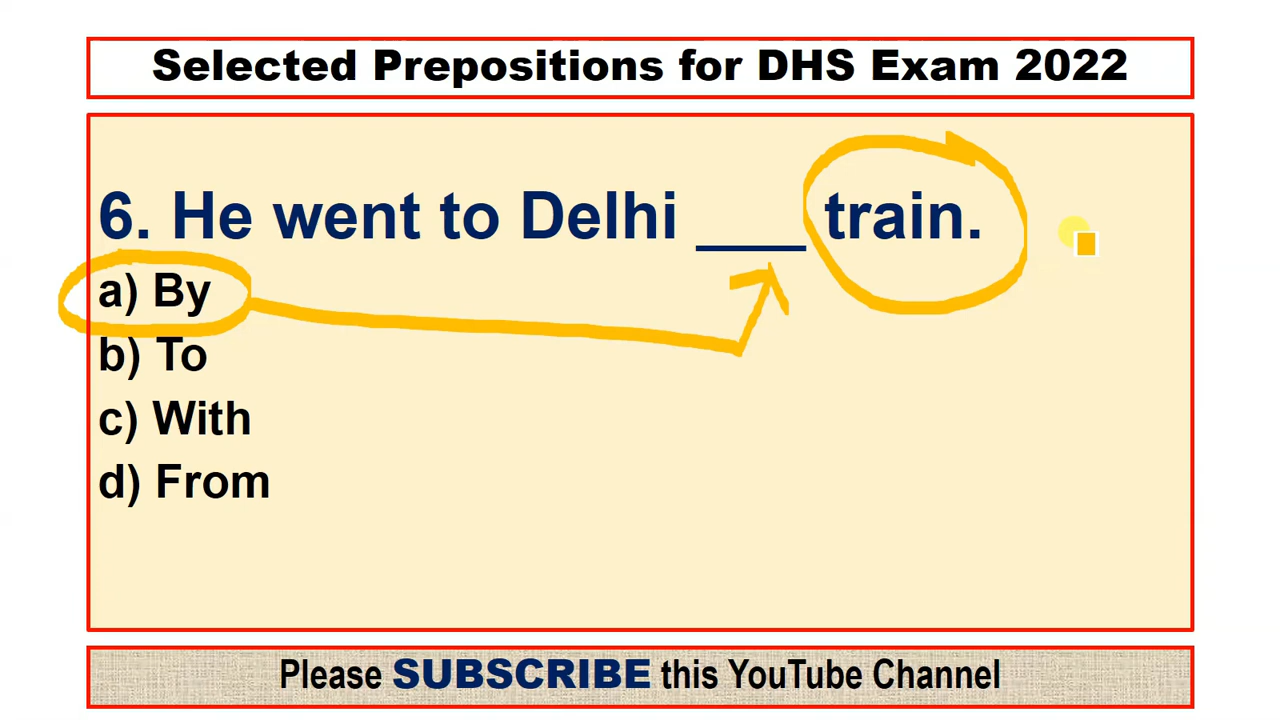 Selected Prepositions for DHS Exam 2022
6. He went to Delhi ____ train.
a) By
b) To
c) With
d) From
Please SUBSCRIBE this YouTube Channel